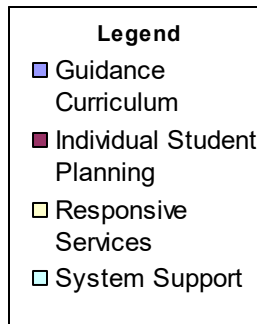 Legend
Guidance
Curriculum
Individual Student
Planning
Responsive
Services
System Support